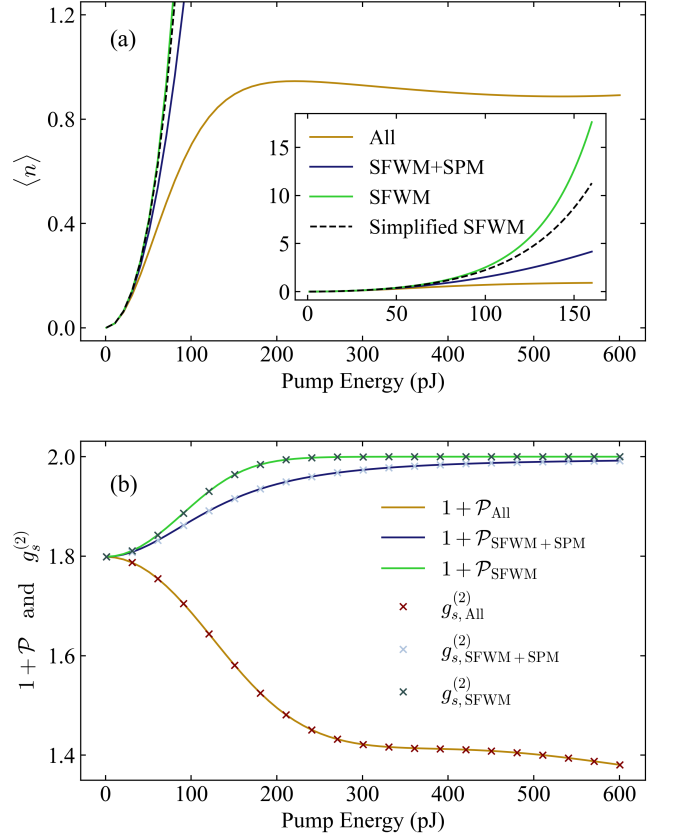 (a)
1.2
0.9
0.6
0.4
0.0
⟨n⟩
All
SFWM+SPM
SFWM
Simplified SFWM
15
10
5
0
0 50 100 150
0 100 200 300 400 500 600
Pump Energy (pJ)
(b)
2.0
1.8
1.6
1.4
1 + 𝒫 and g_s^(2)
1 + 𝒫_All
1 + 𝒫_SFWM + SPM
1 + 𝒫_SFWM
g_s, All^(2)
g_s, SFWM + SPM^(2)
g_s, SFWM^(2)
0 100 200 300 400 500 600
Pump Energy (pJ)